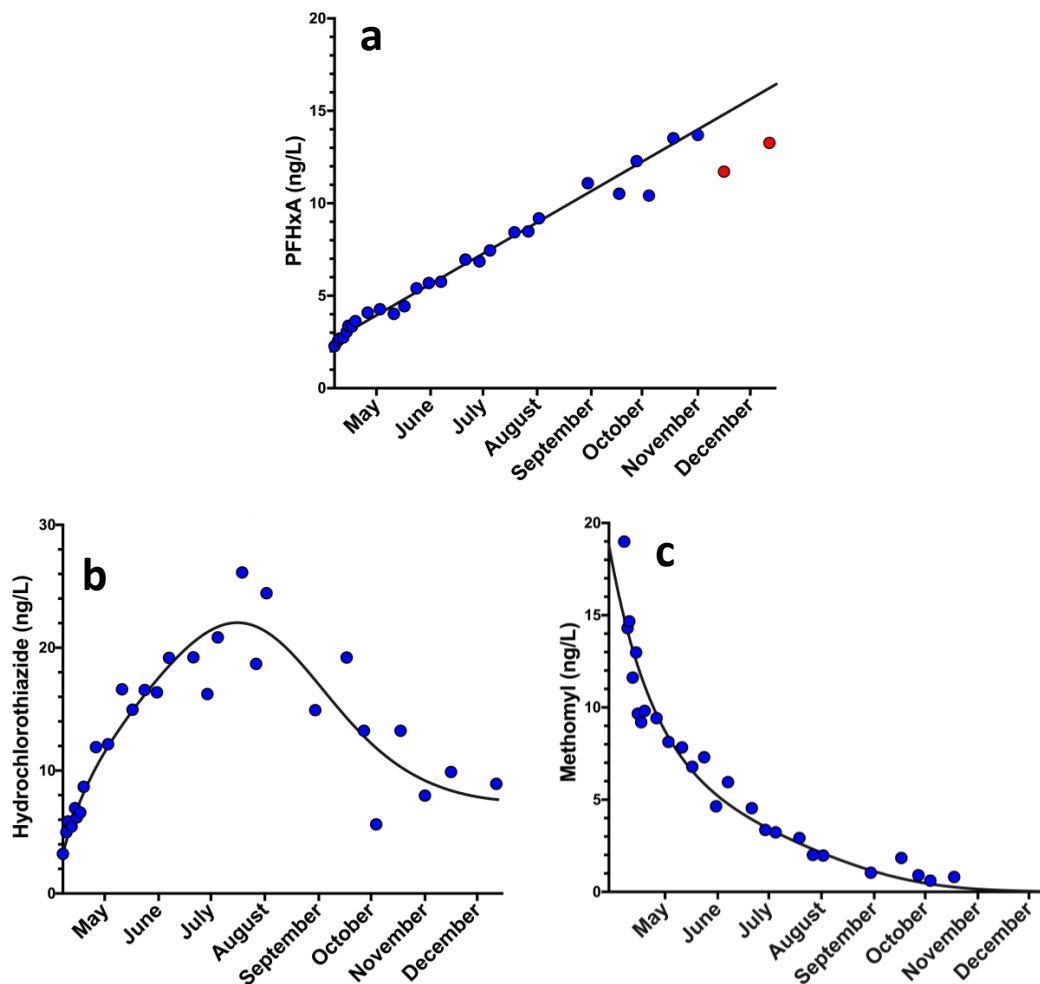 a
PFHxA (ng/L)
20
15
10
5
0
May
June
July
August
September
October
November
December
b
Hydrochlorothiazide (ng/L)
30
20
10
0
May
June
July
August
September
October
November
December
c
Methomyl (ng/L)
20
15
10
5
0
May
June
July
August
September
October
November
December